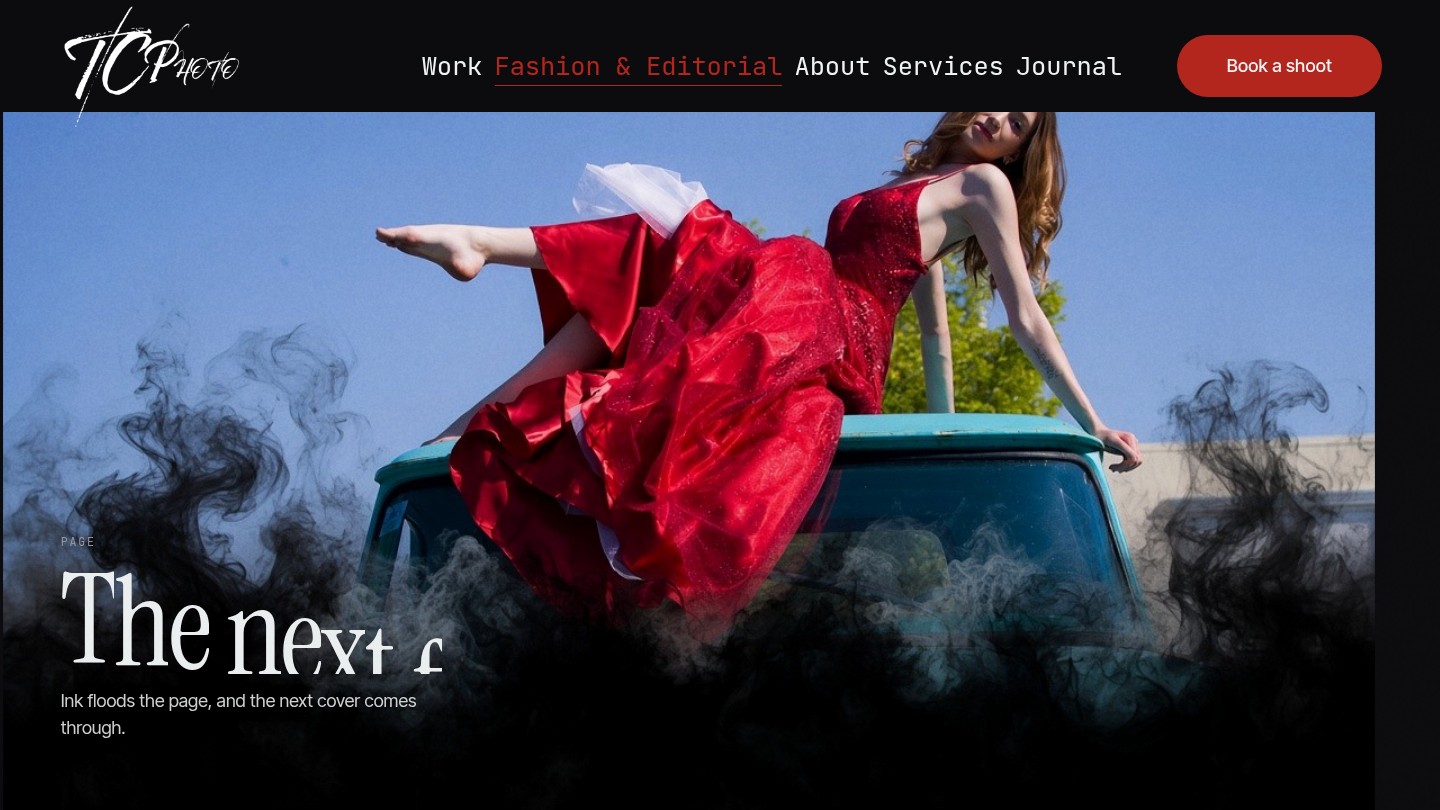 TCPHOTO
Work Fashion & Editorial About Services Journal
Book a shoot
PAGE
The next
Ink floods the page, and the next cover comes
through.